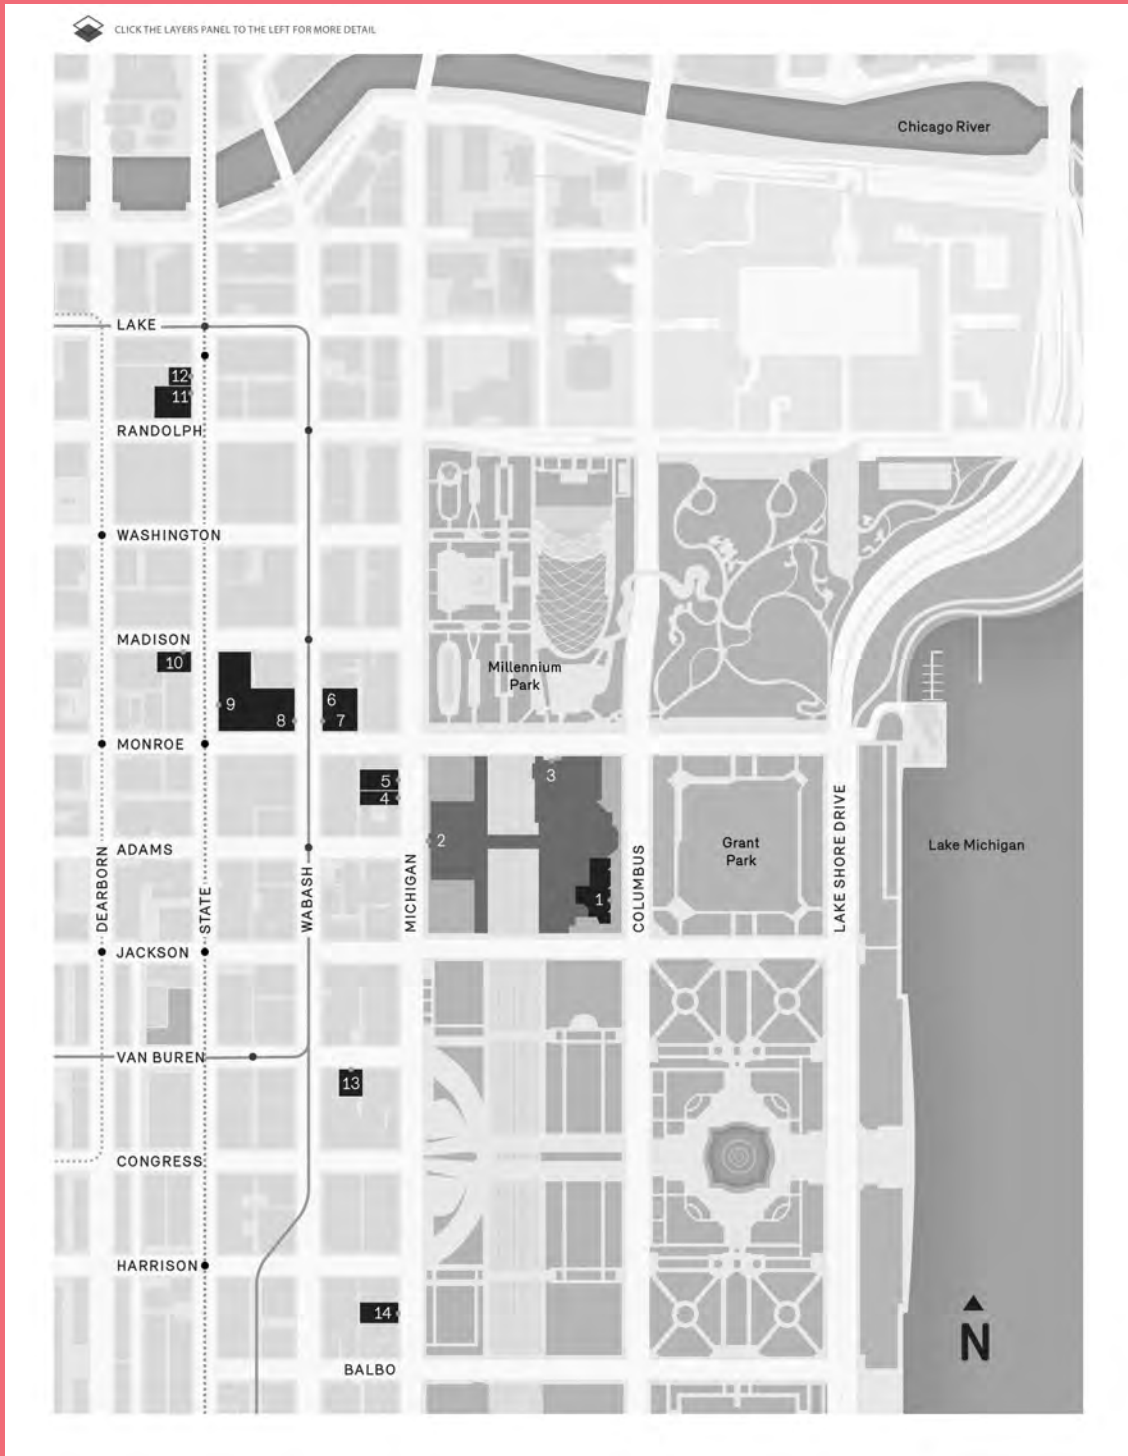 CLICK THE LAYERS PANEL TO THE LEFT FOR MORE DETAIL
Chicago River
LAKE
12
11
RANDOLPH
WASHINGTON
MADISON
10
Millennium
Park
9
8
6
7
MONROE
5
4
3
2
ADAMS
Grant
Park
Lake Michigan
1
DEARBORN
STATE
WABASH
MICHIGAN
COLUMBUS
LAKE SHORE DRIVE
JACKSON
VAN BUREN
13
CONGRESS
HARRISON
14
N
BALBO